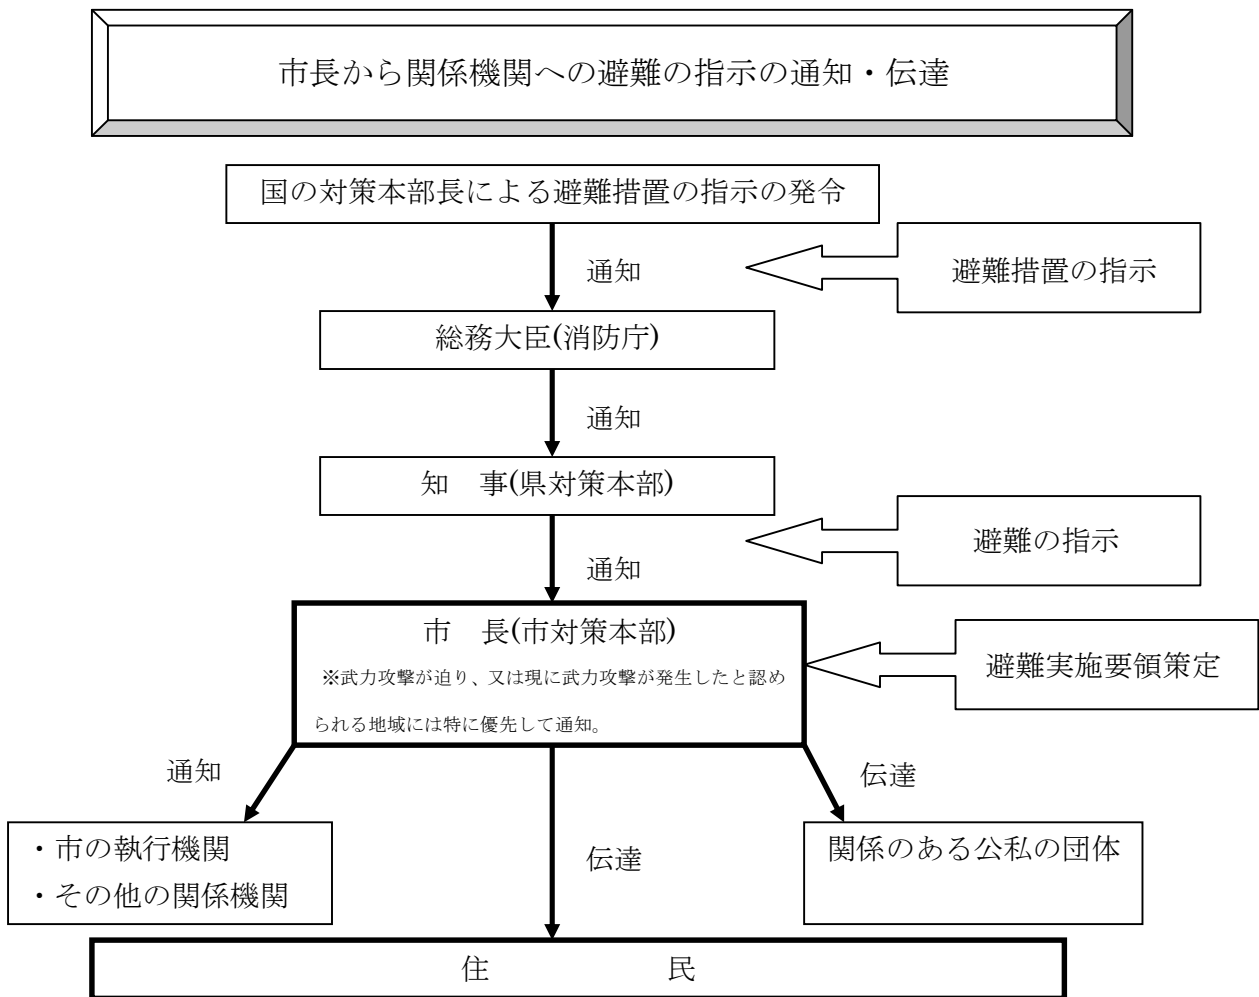 市長から関係機関への避難の指示の通知・伝達
国の対策本部長による避難措置の指示の発令
通知
避難措置の指示
総務大臣(消防庁)
通知
知　事(県対策本部)
通知
避難の指示
市　長(市対策本部)
※武力攻撃が迫り、又は現に武力攻撃が発生したと認め
られる地域には特に優先して通知。
避難実施要領策定
通知
伝達
・市の執行機関
・その他の関係機関
伝達
関係のある公私の団体
住　　　　　　民